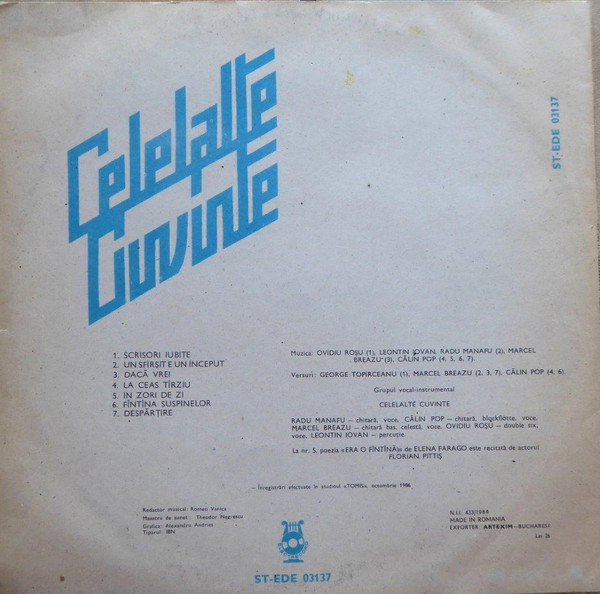 Celelalte
Cuvinte
ST-EDE 03137
1. SCRISORI IUBITE
2. UN SFÎRȘIT E UN ÎNCEPUT
3. DACĂ VREI
4. LA CEAS TÎRZIU
5. ÎN ZORI DE ZI
6. FÎNTÎNA SUSPINELOR
7. DESPĂRȚIRE
Muzica: OVIDIU ROȘU (1), LEONTIN IOVAN, RADU MANAFU (2), MARCEL
BREAZU (3), CĂLIN POP (4, 5, 6, 7).
Versuri: GEORGE TOPIRCEANU (1), MARCEL BREAZU (2, 3, 7), CĂLIN POP (4, 6).
Grupul vocal-instrumental
CELELALTE CUVINTE
RADU MANAFU — chitară, voce, CĂLIN POP — chitară, blockflöte, voce,
MARCEL BREAZU — chitară bas, celestă, voce, OVIDIU ROȘU — double six,
voce, LEONTIN IOVAN — percuție.
La nr. 5, poezia «ERA O FÎNTÎNĂ» de ELENA FARAGO este recitată de actorul
FLORIAN PITTIȘ
— Înregistrări efectuate în studioul «TOMIS», octombrie 1986
Redactor muzical: Romeo Vanica
Maestru de sunet: Theodor Negrescu
Grafica: Alexandru Andrieș
Tiparul: IBPS
N.I.I. 453/1984
MADE IN ROMANIA
EXPORTER: ARTEXIM - BUCHAREST
Lei 26
ST-EDE 03137